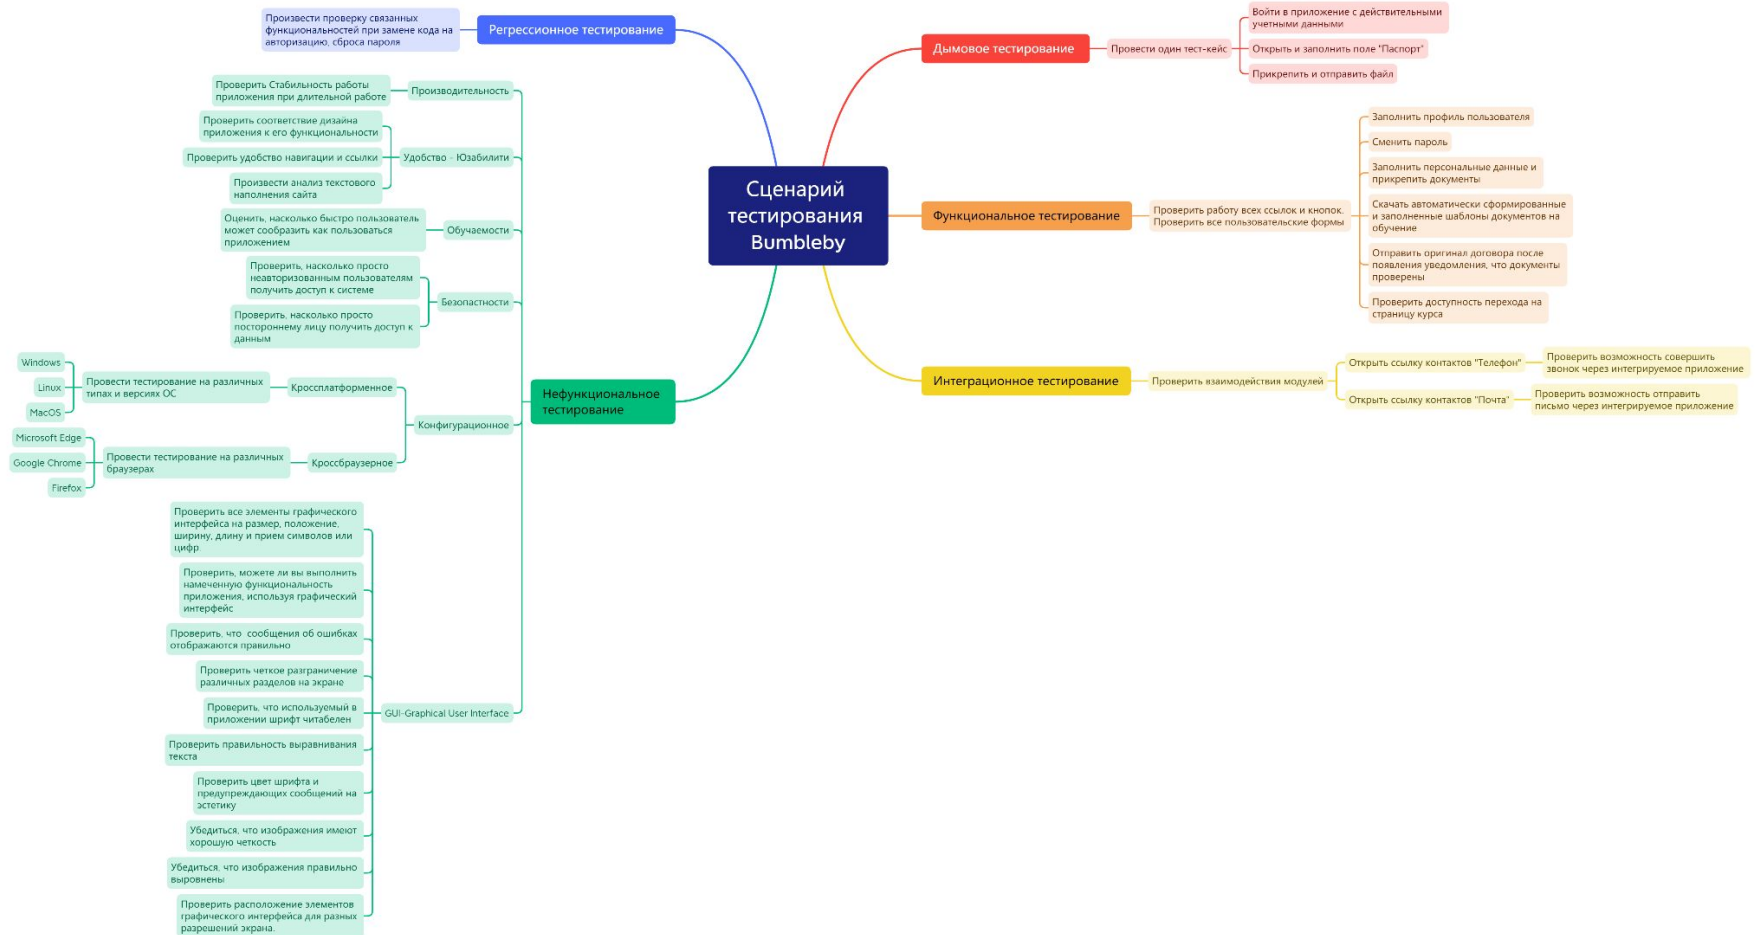 Сценарий
тестирования
Bumbleby
Дымовое тестирование
Провести один тест-кейс
Войти в приложение с действительными
учетными данными
Открыть и заполнить поле "Паспорт"
Прикрепить и отправить файл
Функциональное тестирование
Проверить работу всех ссылок и кнопок.
Проверить все пользовательские формы
Заполнить профиль пользователя
Сменить пароль
Заполнить персональные данные и
прикрепить документы
Скачать автоматически сформированные
и заполненные шаблоны документов на
обучение
Отправить оригинал договора после
появления уведомления, что документы
проверены
Проверить доступность перехода на
страницу курса
Интеграционное тестирование
Проверить взаимодействия модулей
Открыть ссылку контактов "Телефон"
Проверить возможность совершить
звонок через интегрируемое приложение
Открыть ссылку контактов "Почта"
Проверить возможность отправить
письмо через интегрируемое приложение
Регрессионное тестирование
Произвести проверку связанных
функциональностей при замене кода на
авторизацию, сброса пароля
Нефункциональное
тестирование
Производительность
Проверить Стабильность работы
приложения при длительной работе
Удобство - Юзабилити
Проверить соответствие дизайна
приложения к его функциональности
Проверить удобство навигации и ссылки
Произвести анализ текстового
наполнения сайта
Обучаемости
Оценить, насколько быстро пользователь
может сообразить как пользоваться
приложением
Безопастности
Проверить, насколько просто
неавторизованным пользователям
получить доступ к системе
Проверить, насколько просто
постороннему лицу получить доступ к
данным
Конфигурационное
Кроссплатформенное
Провести тестирование на различных
типах и версиях ОС
Windows
Linux
MacOS
Кроссбраузерное
Провести тестирование на различных
браузерах
Microsoft Edge
Google Chrome
Firefox
GUI-Graphical User Interface
Проверить все элементы графического
интерфейса на размер, положение,
ширину, длину и прием символов или
цифр
Проверить, можете ли вы выполнить
намеченную функциональность
приложения, используя графический
интерфейс
Проверить, что сообщения об ошибках
отображаются правильно
Проверить четкое разграничение
различных разделов на экране
Проверить, что используемый в
приложении шрифт читабелен
Проверить правильность выравнивания
текста
Проверить цвет шрифта и
предупреждающих сообщений на
эстетику
Убедиться, что изображения имеют
хорошую четкость
Убедиться, что изображения правильно
выровнены
Проверить расположение элементов
графического интерфейса для разных
разрешений экрана.